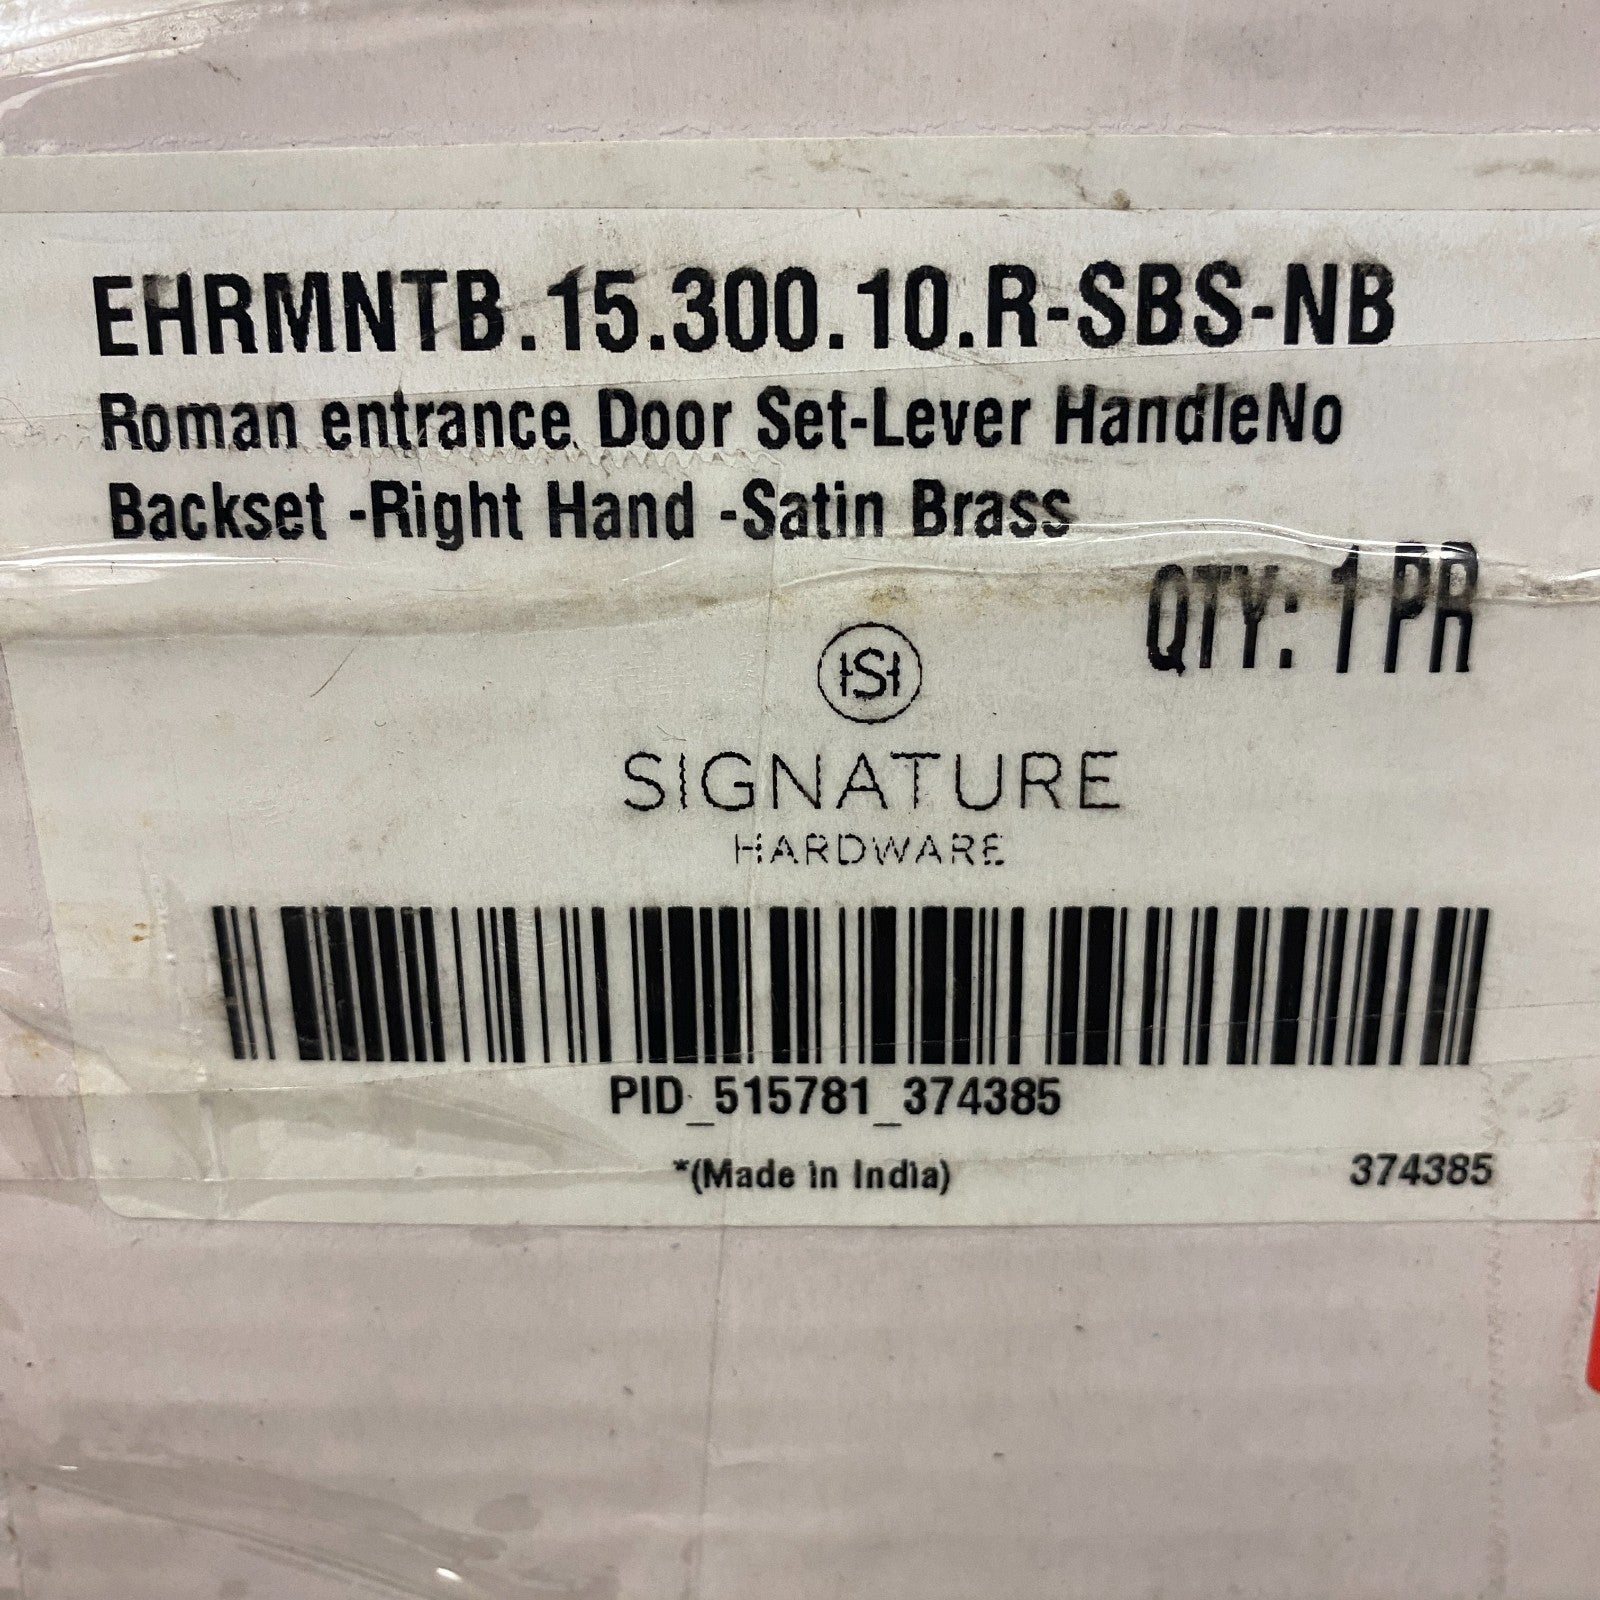 EHRMNTB.15.300.10.R-SBS-NB
Roman entrance Door Set-Lever HandleNo
Backset -Right Hand -Satin Brass
QTY: 1 PR
HSH
SIGNATURE
HARDWARE
PID_515781_374385
*(Made in India)
374385